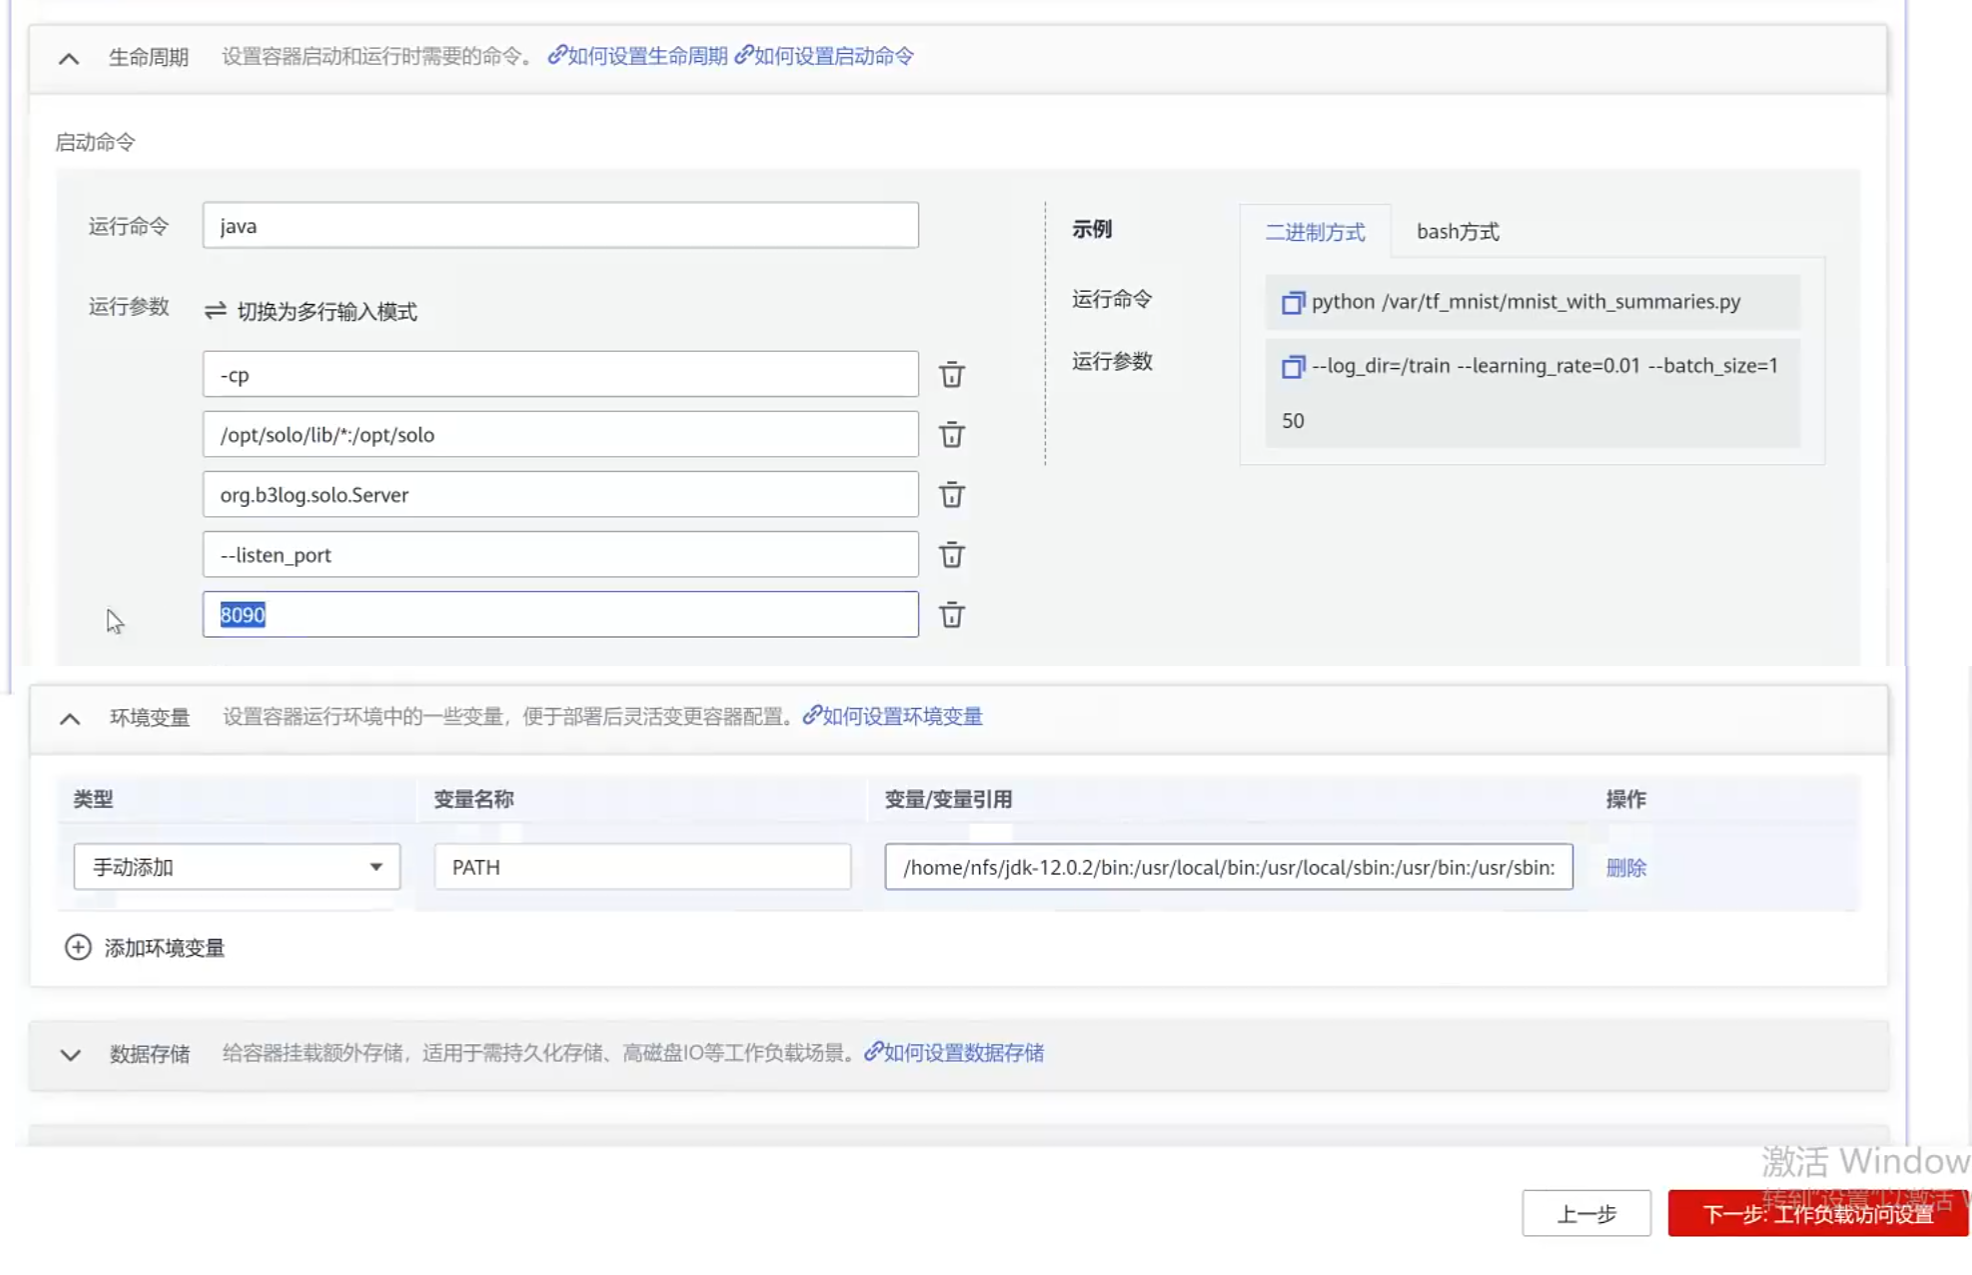 生命周期 设置容器启动和运行时需要的命令。 如何设置生命周期 如何设置启动命令
启动命令
运行命令 java
运行参数 切换为多行输入模式
-cp
/opt/solo/lib/*:/opt/solo
org.b3log.solo.Server
--listen_port
8090
示例 二进制方式 bash方式
运行命令 python /var/tf_mnist/mnist_with_summaries.py
运行参数 --log_dir=/train --learning_rate=0.01 --batch_size=1
50
环境变量 设置容器运行环境中的一些变量，便于部署后灵活变更容器配置。 如何设置环境变量
类型 变量名称 变量/变量引用 操作
手动添加 PATH /home/nfs/jdk-12.0.2/bin:/usr/local/bin:/usr/local/sbin:/usr/bin:/usr/sbin: 删除
添加环境变量
数据存储 给容器挂载额外存储，适用于需持久化存储、高磁盘IO等工作负载场景。 如何设置数据存储
激活 Window
转到"设置"以激活 W
上一步 下一步: 工作负载访问设置